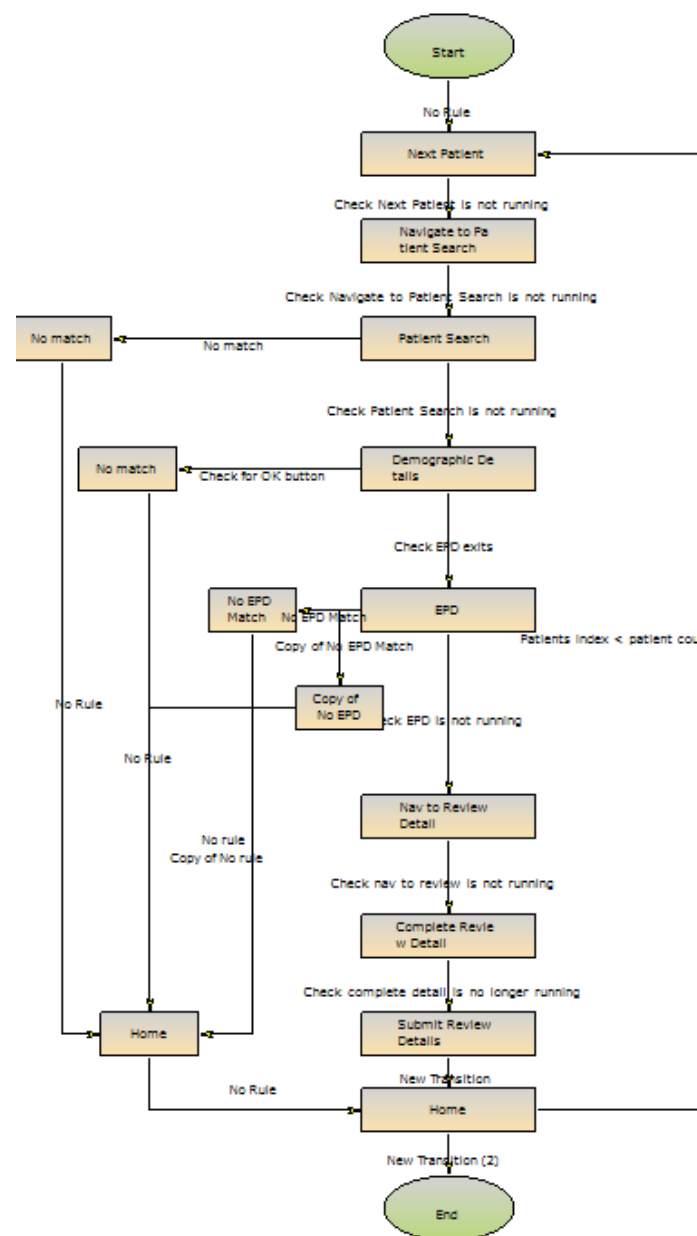 Start
No Rule
Next Patient
Check Next Patient is not running
Navigate to Pa
tient Search
Check Navigate to Patient Search is not running
No match
No match
Patient Search
Check Patient Search is not running
No match
Check for OK button
Demographic De
tails
Check EPD exits
No EPD
Match
No EPD Match
EPD
Copy of No EPD Match
Patients index < patient cou
Copy of
No EPD
eck EPD is not running
No Rule
No Rule
Nav to Review
Detail
No rule
Copy of No rule
Check nav to review is not running
Complete Revie
w Detail
Check complete detail is no longer running
Home
Submit Review
Details
New Transition
No Rule
Home
New Transition (2)
End